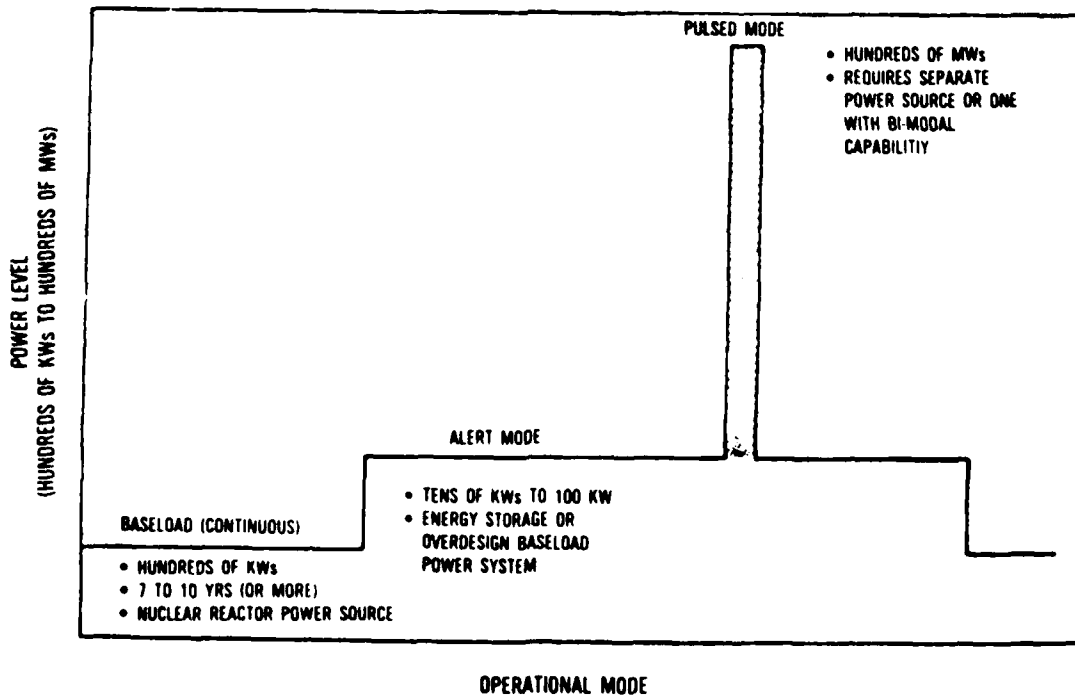 PULSED MODE
• HUNDREDS OF MWs
• REQUIRES SEPARATE
POWER SOURCE OR ONE
WITH BI-MODAL
CAPABILITIY
POWER LEVEL
(HUNDREDS OF KWs TO HUNDREDS OF MWs)
ALERT MODE
• TENS OF KWs TO 100 KW
• ENERGY STORAGE OR
OVERDESIGN BASELOAD
POWER SYSTEM
BASELOAD (CONTINUOUS)
• HUNDREDS OF KWs
• 7 TO 10 YRS (OR MORE)
• NUCLEAR REACTOR POWER SOURCE
OPERATIONAL MODE